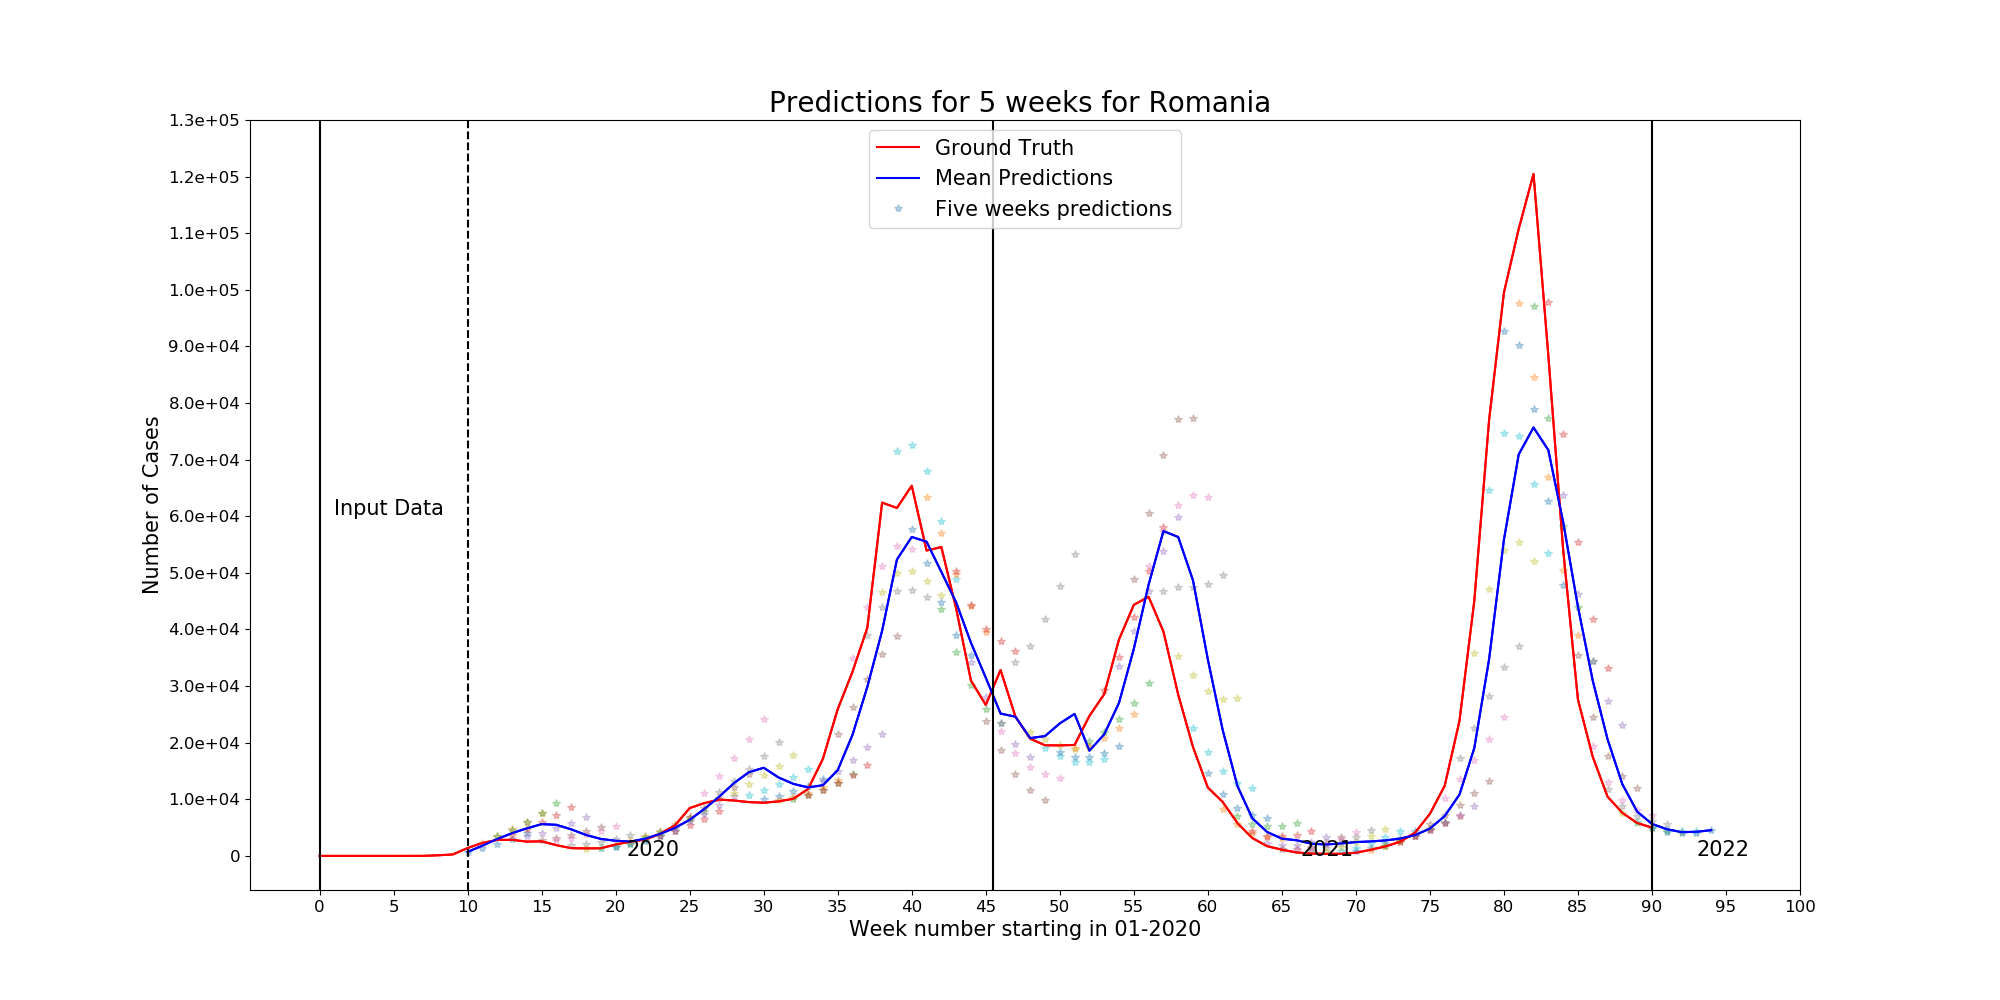 Predictions for 5 weeks for Romania
1.3e+05
1.2e+05
1.1e+05
1.0e+05
9.0e+04
8.0e+04
7.0e+04
6.0e+04
5.0e+04
4.0e+04
3.0e+04
2.0e+04
1.0e+04
0
Number of Cases
Ground Truth
Mean Predictions
Five weeks predictions
Input Data
2020
2021
2022
0 5 10 15 20 25 30 35 40 45 50 55 60 65 70 75 80 85 90 95 100
Week number starting in 01-2020